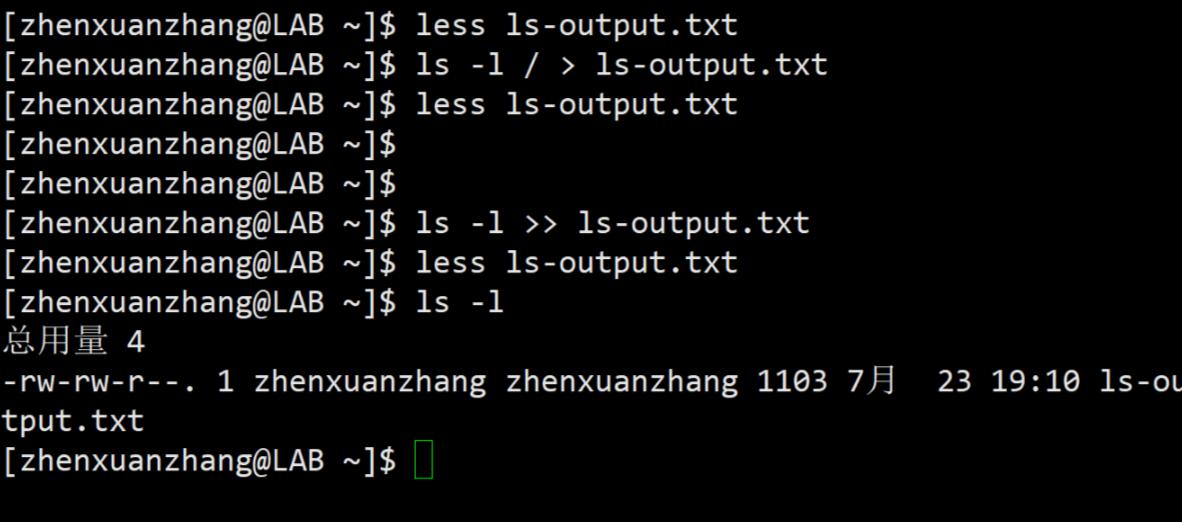 [zhenxuanzhang@LAB ~]$ less ls-output.txt
[zhenxuanzhang@LAB ~]$ ls -l / > ls-output.txt
[zhenxuanzhang@LAB ~]$ less ls-output.txt
[zhenxuanzhang@LAB ~]$
[zhenxuanzhang@LAB ~]$
[zhenxuanzhang@LAB ~]$ ls -l >> ls-output.txt
[zhenxuanzhang@LAB ~]$ less ls-output.txt
[zhenxuanzhang@LAB ~]$ ls -l
总用量 4
-rw-rw-r--. 1 zhenxuanzhang zhenxuanzhang 1103 7月  23 19:10 ls-ou
tput.txt
[zhenxuanzhang@LAB ~]$